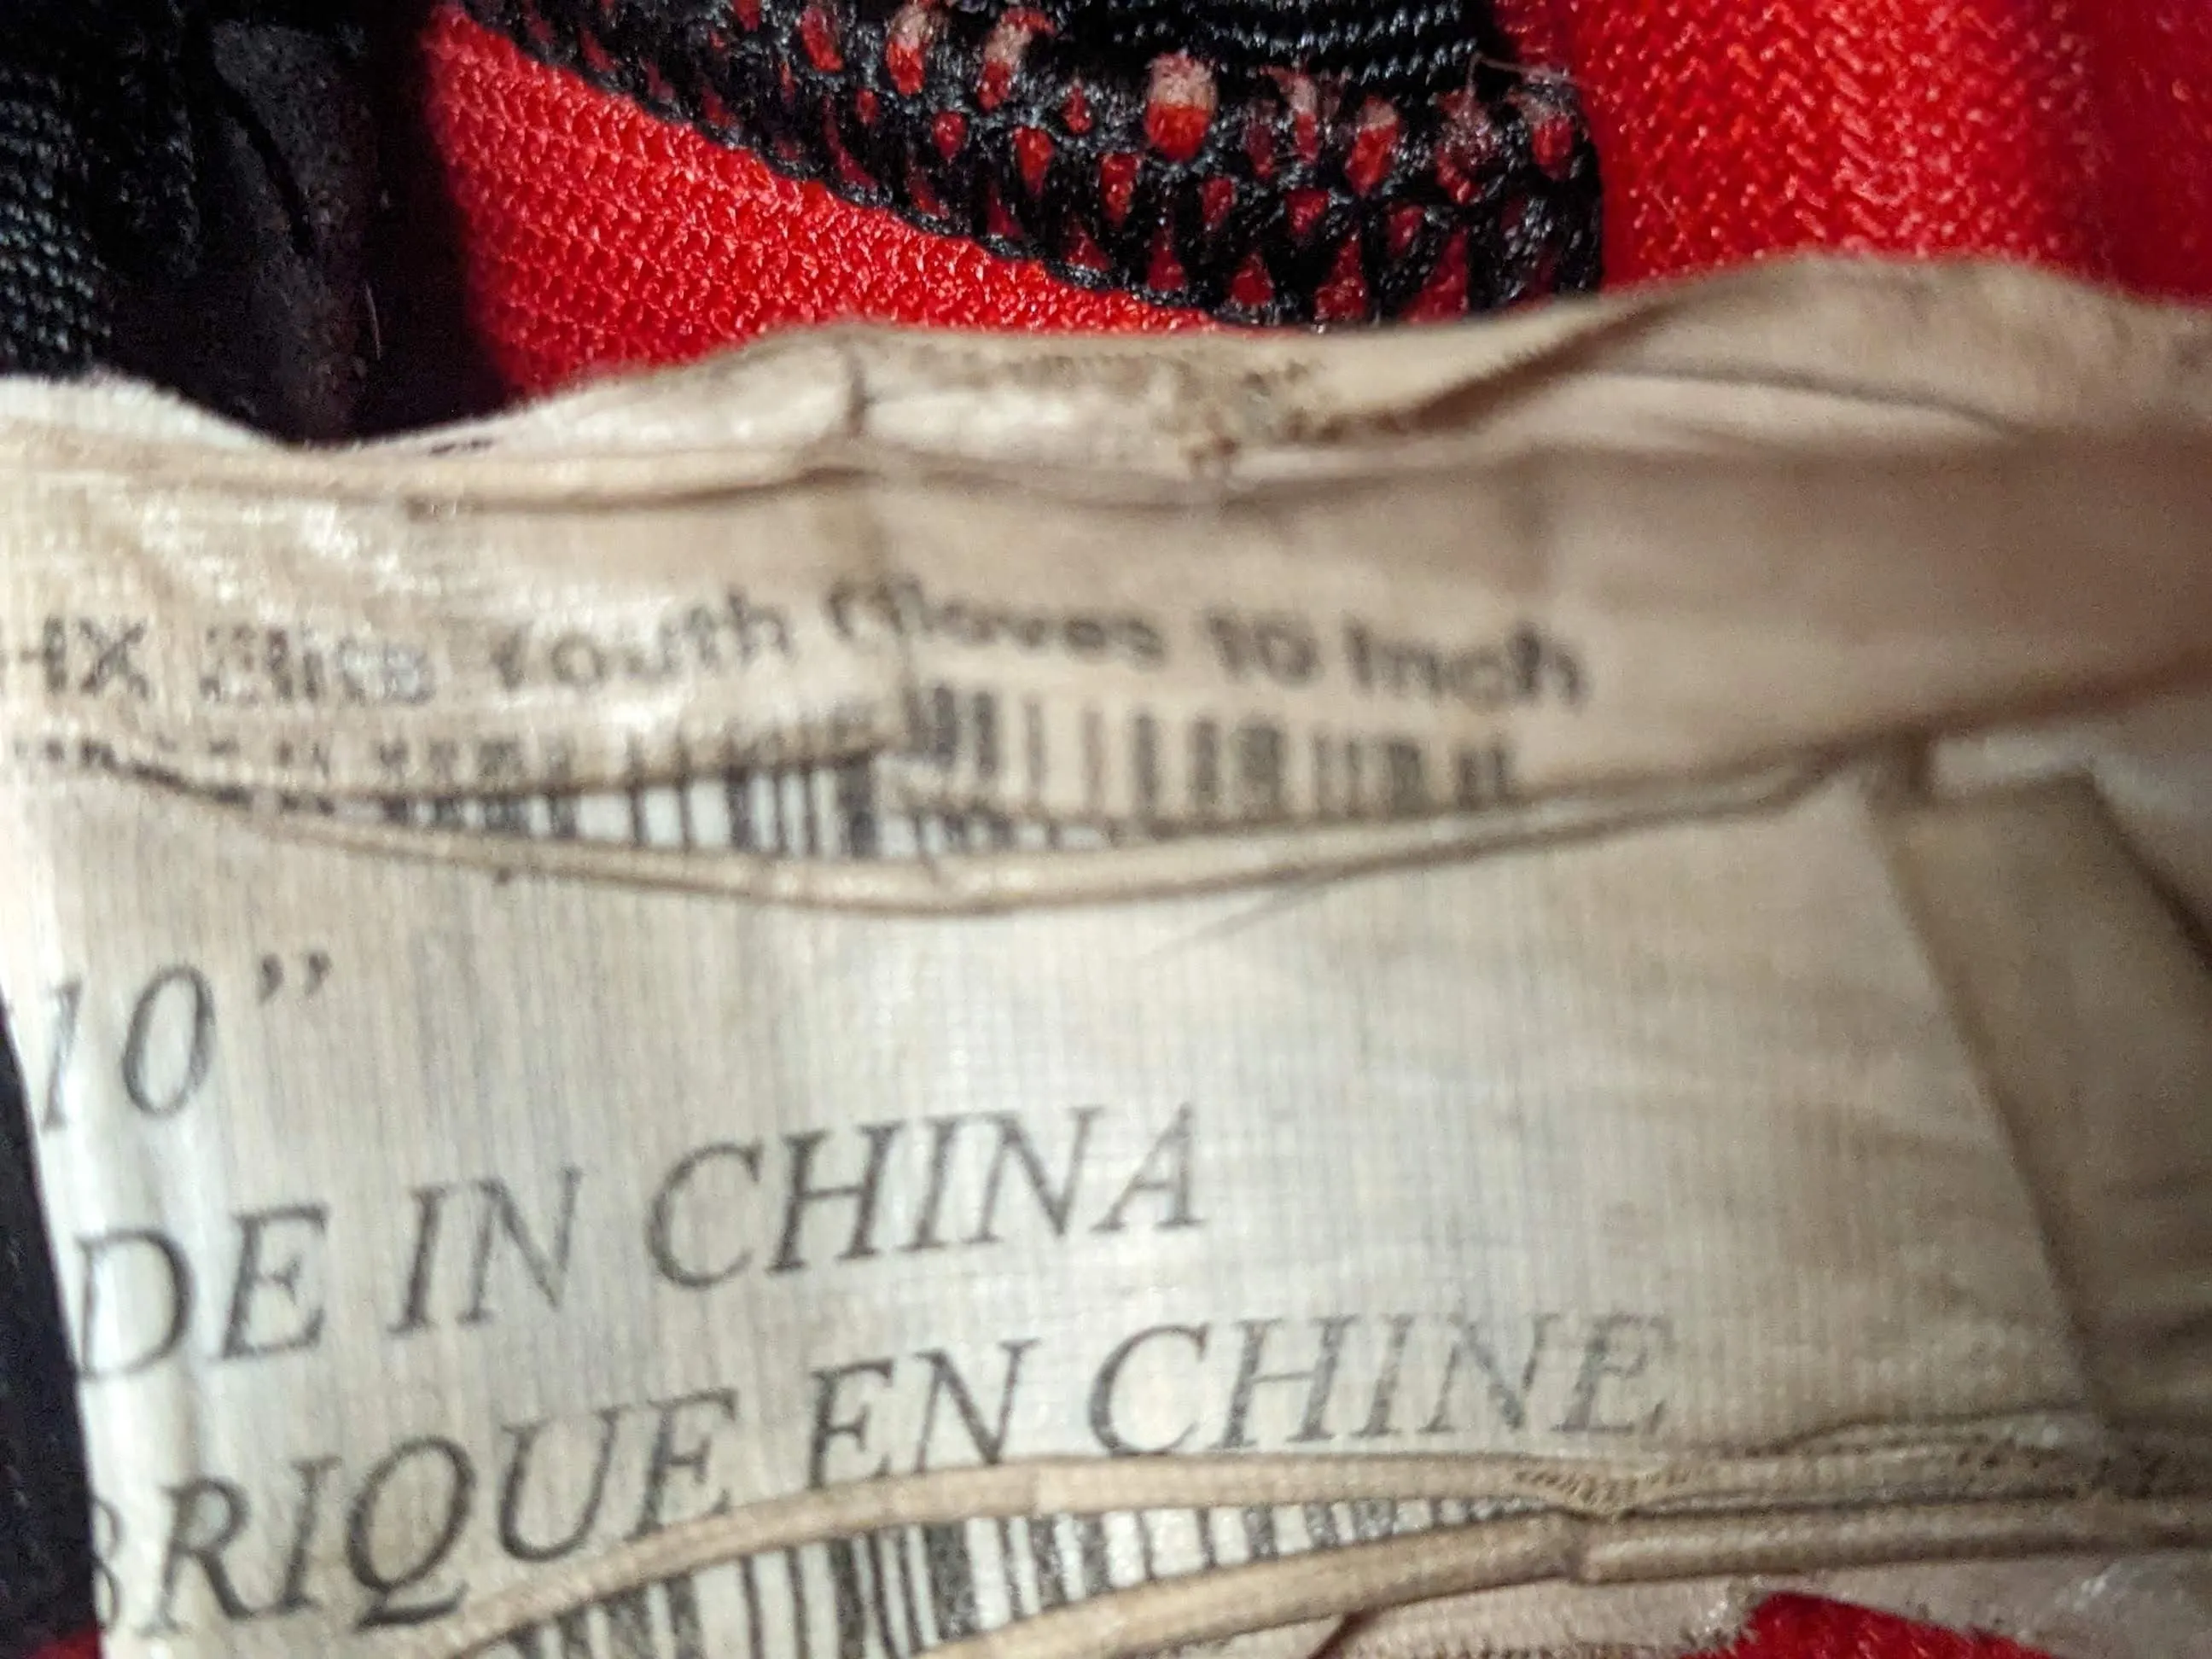 Youth Gloves 10 Inch
10”
DE IN CHINA
BRIQUE EN CHINE